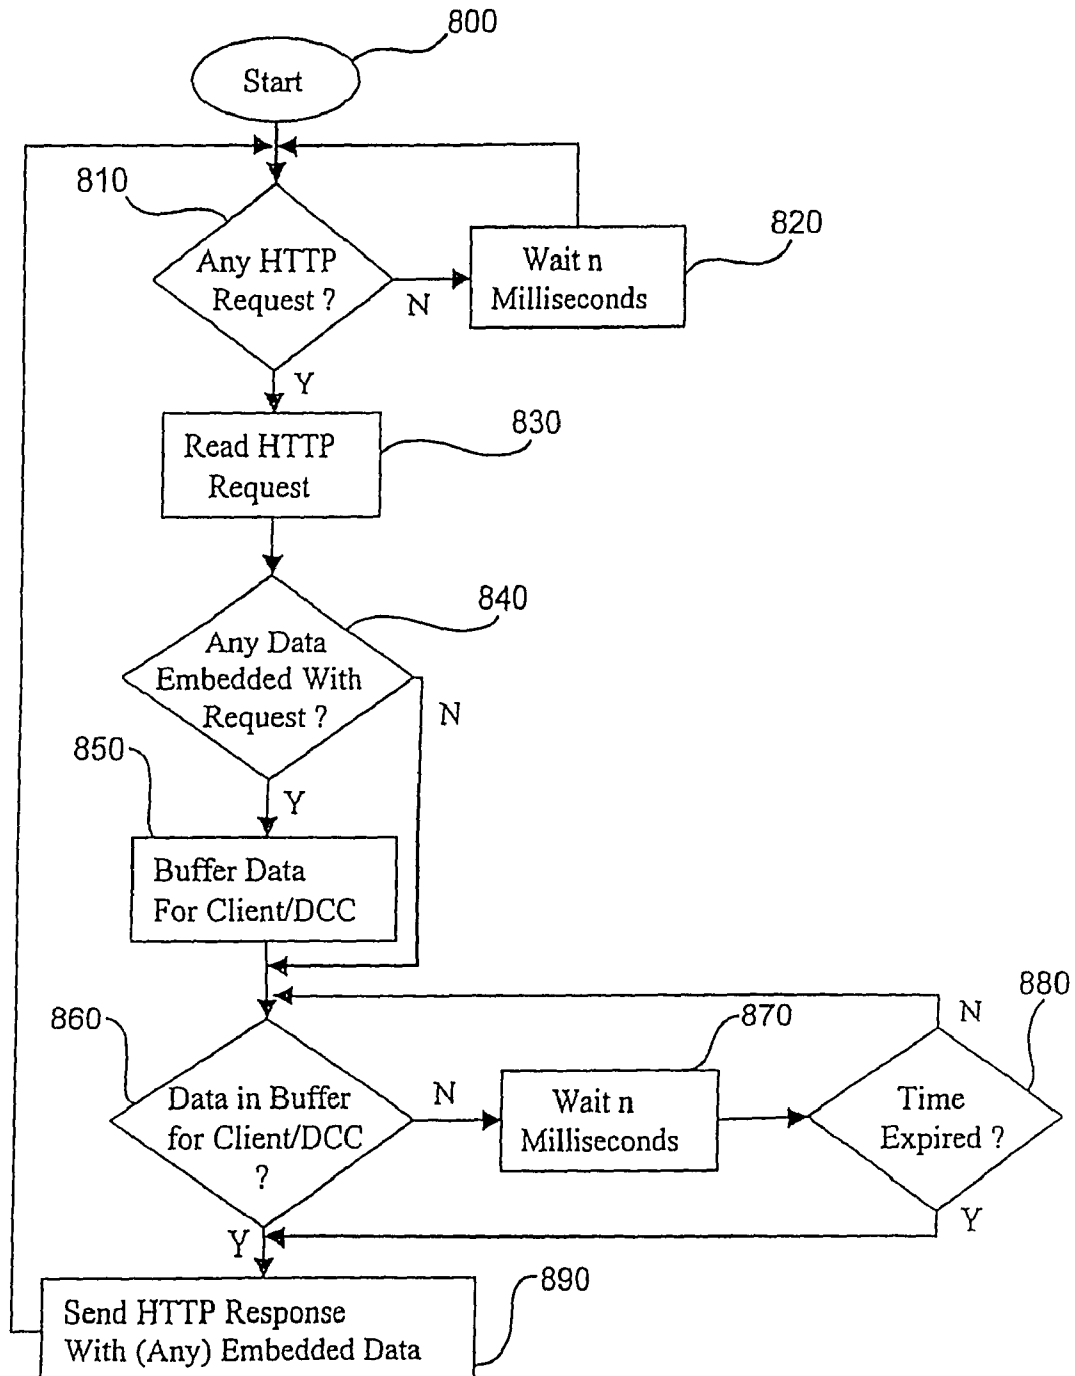 800
Start
810
Any HTTP
Request ?
N
Wait n
Milliseconds
820
Y
Read HTTP
Request
830
840
Any Data
Embedded With
Request ?
N
850
Y
Buffer Data
For Client/DCC
860
Data in Buffer
for Client/DCC
?
N
870
Wait n
Milliseconds
880
N
Time
Expired ?
Y
Y
890
Send HTTP Response
With (Any) Embedded Data